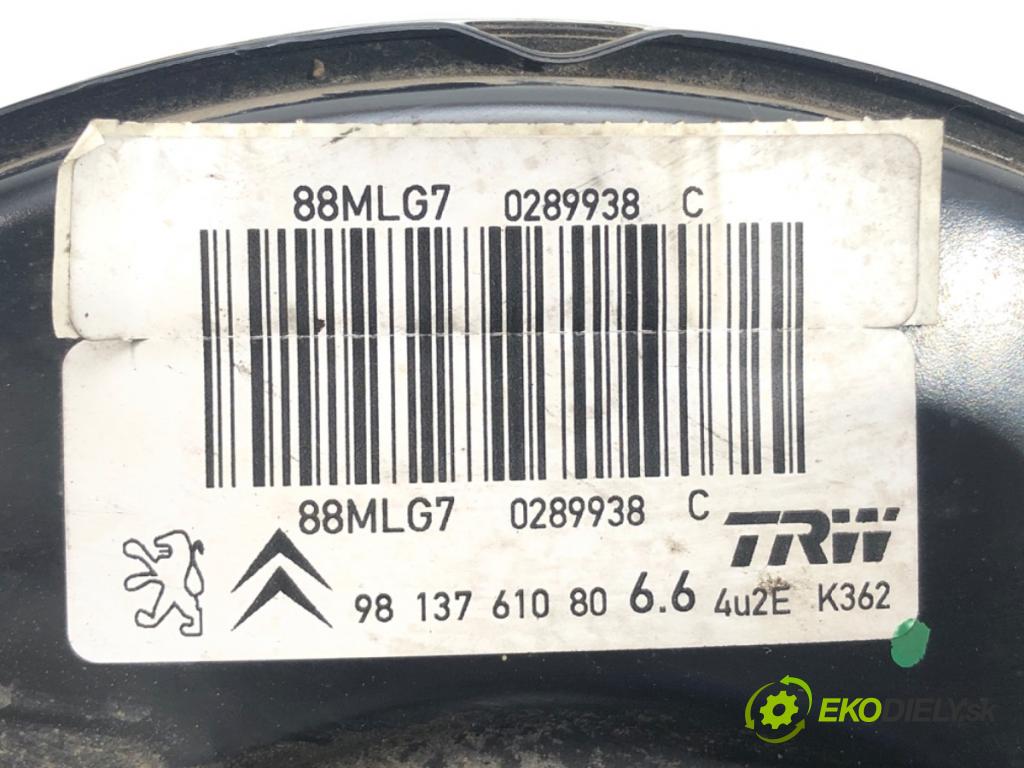 88MLG7 0289938 C
88MLG7 0289938 C
TRW
98 137 610 80 6.6 4u2E K362
EKODIELY.sk